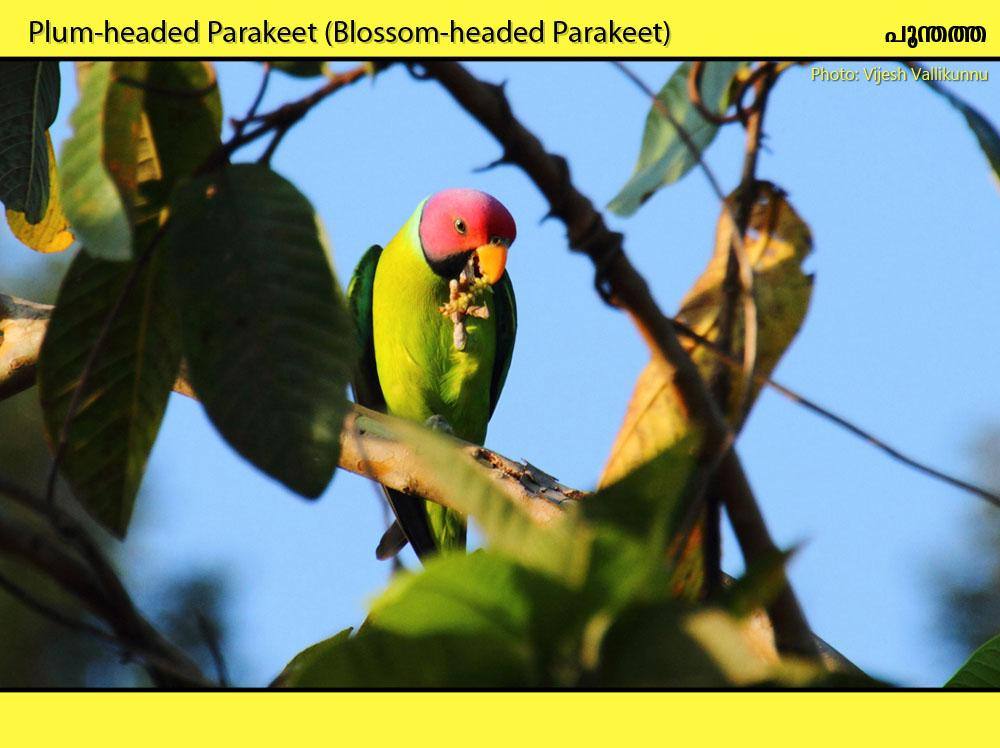 Plum-headed Parakeet (Blossom-headed Parakeet)
പൂന്തത്ത
Photo: Vijesh Vallikunnu